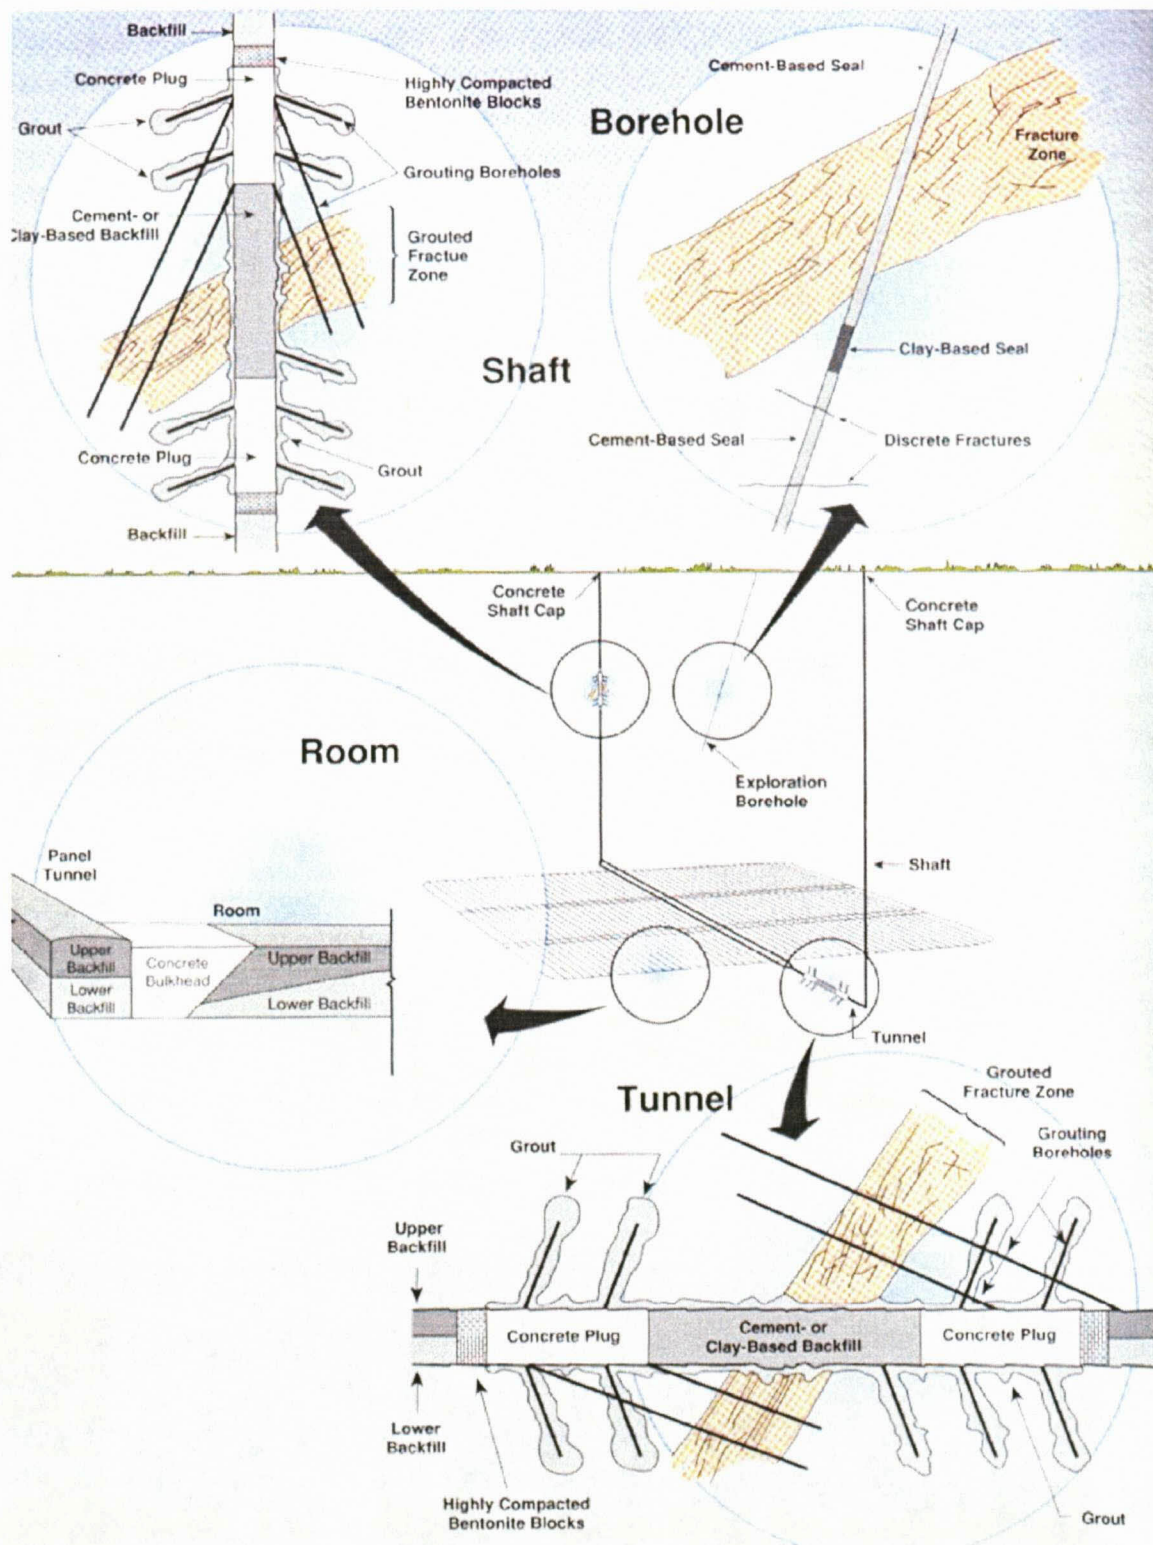 Backfill
Concrete Plug
Grout
Highly Compacted
Bentonite Blocks
Grouting Boreholes
Cement- or
Clay-Based Backfill
Grouted
Fractue
Zone
Shaft
Concrete Plug
Grout
Backfill
Borehole
Cement-Based Seal
Fracture
Zone
Clay-Based Seal
Cement-Based Seal
Discrete Fractures
Concrete
Shaft Cap
Concrete
Shaft Cap
Exploration
Borehole
Shaft
Tunnel
Room
Panel
Tunnel
Room
Upper
Backfill
Concrete
Bulkhead
Upper Backfill
Lower
Backfill
Lower Backfill
Tunnel
Grouted
Fracture Zone
Grouting
Boreholes
Grout
Upper
Backfill
Concrete Plug
Cement- or
Clay-Based Backfill
Concrete Plug
Lower
Backfill
Highly Compacted
Bentonite Blocks
Grout